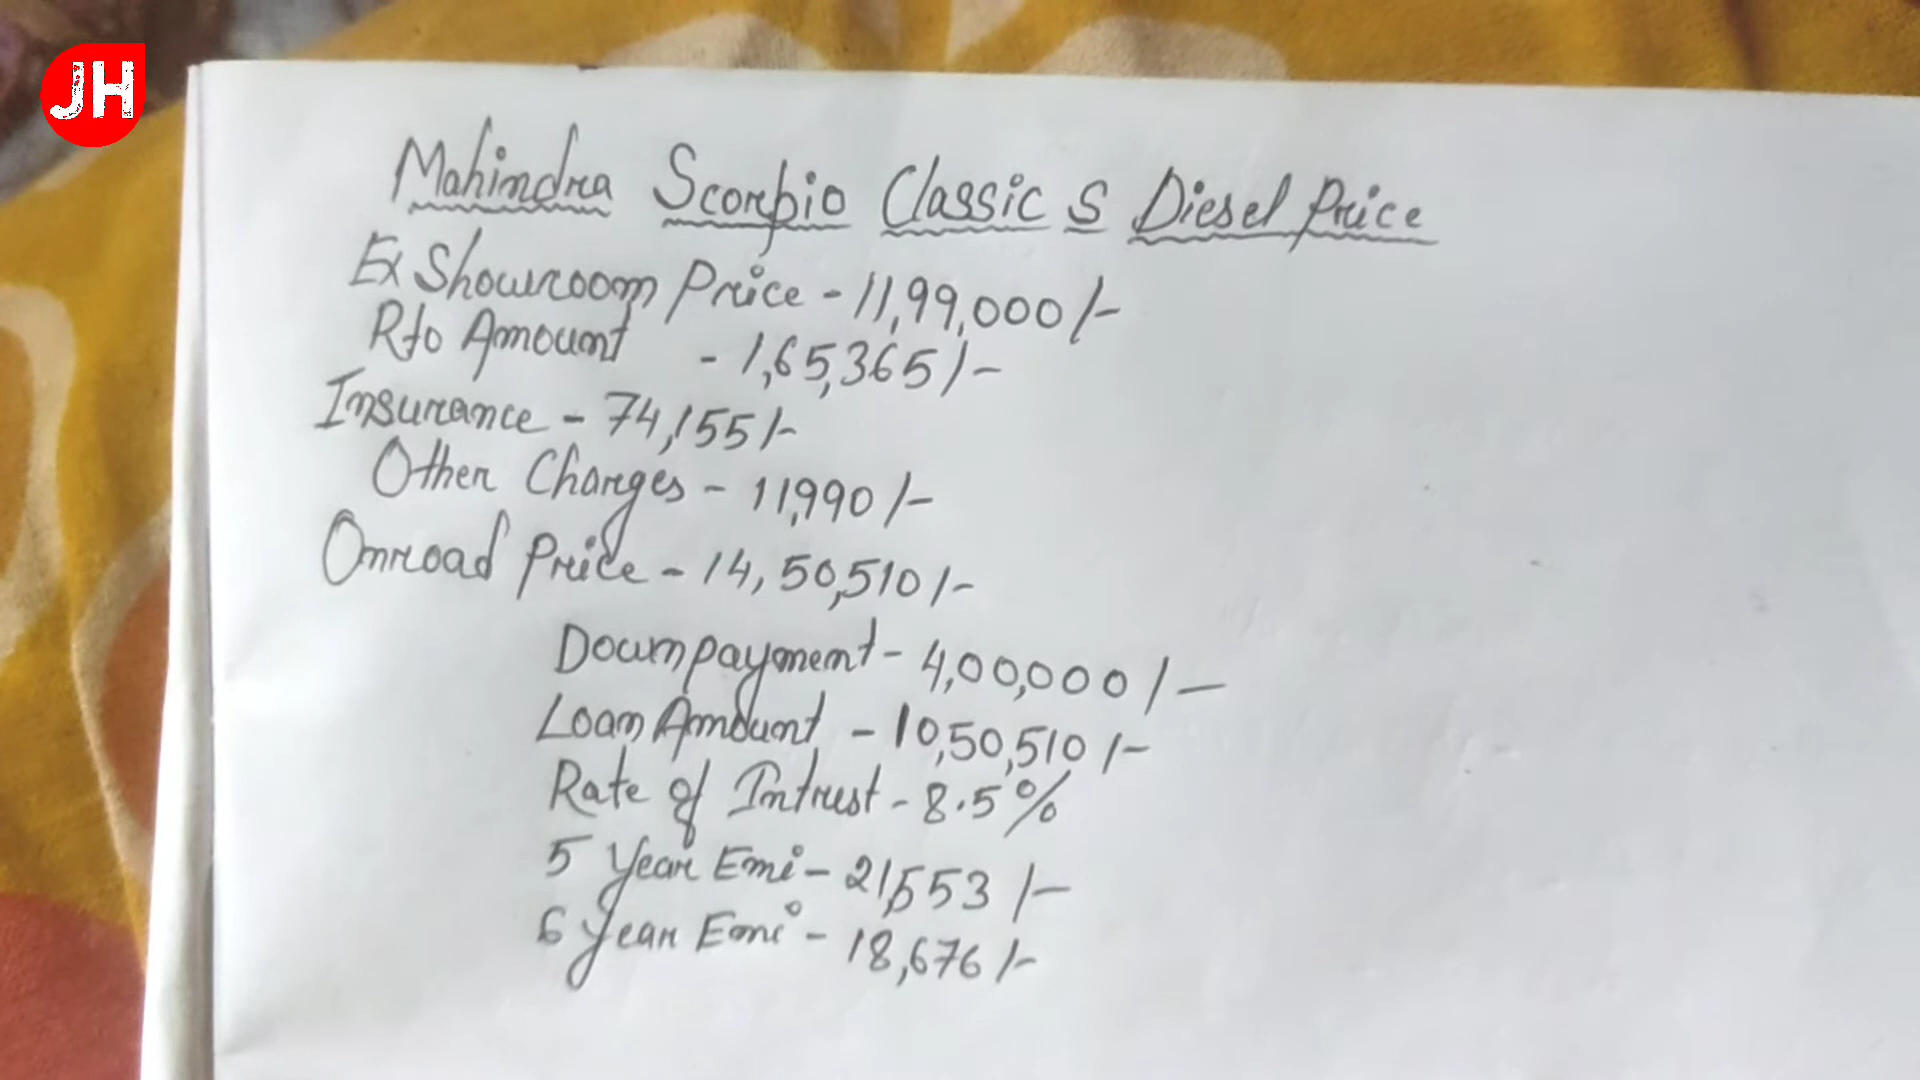 JH
Mahindra Scorpio Classic S Diesel Price
Ex Showroom Price - 11,99,000/-
Rto Amount - 1,65,365/-
Insurance - 74,155/-
Other Charges - 11,990/-
Onroad Price - 14,50,510/-
Downpayment - 4,00,000/-
Loan Amount - 10,50,510/-
Rate of Intrest - 8.5%
5 Year Emi - 21,553/-
6 Year Emi - 18,676/-